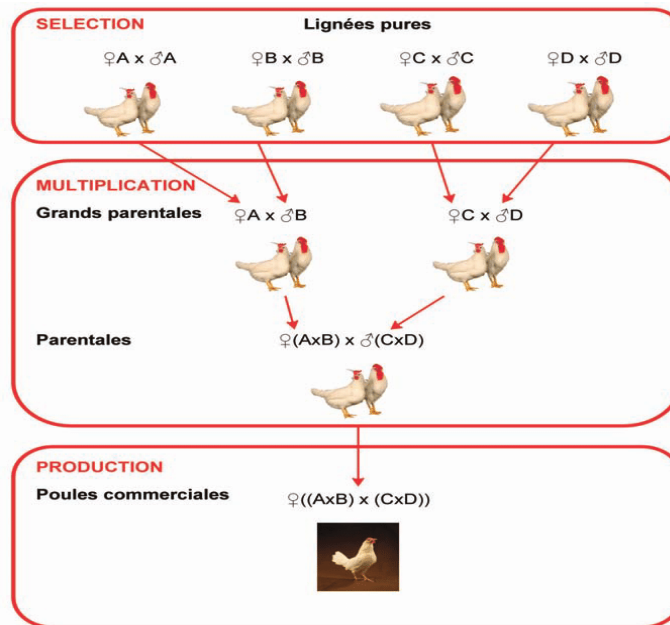 SELECTION
Lignées pures
♀A x ♂A
♀B x ♂B
♀C x ♂C
♀D x ♂D
MULTIPLICATION
Grands parentales
♀A x ♂B
♀C x ♂D
Parentales
♀(AxB) x ♂(CxD)
PRODUCTION
Poules commerciales
♀((AxB) x (CxD))